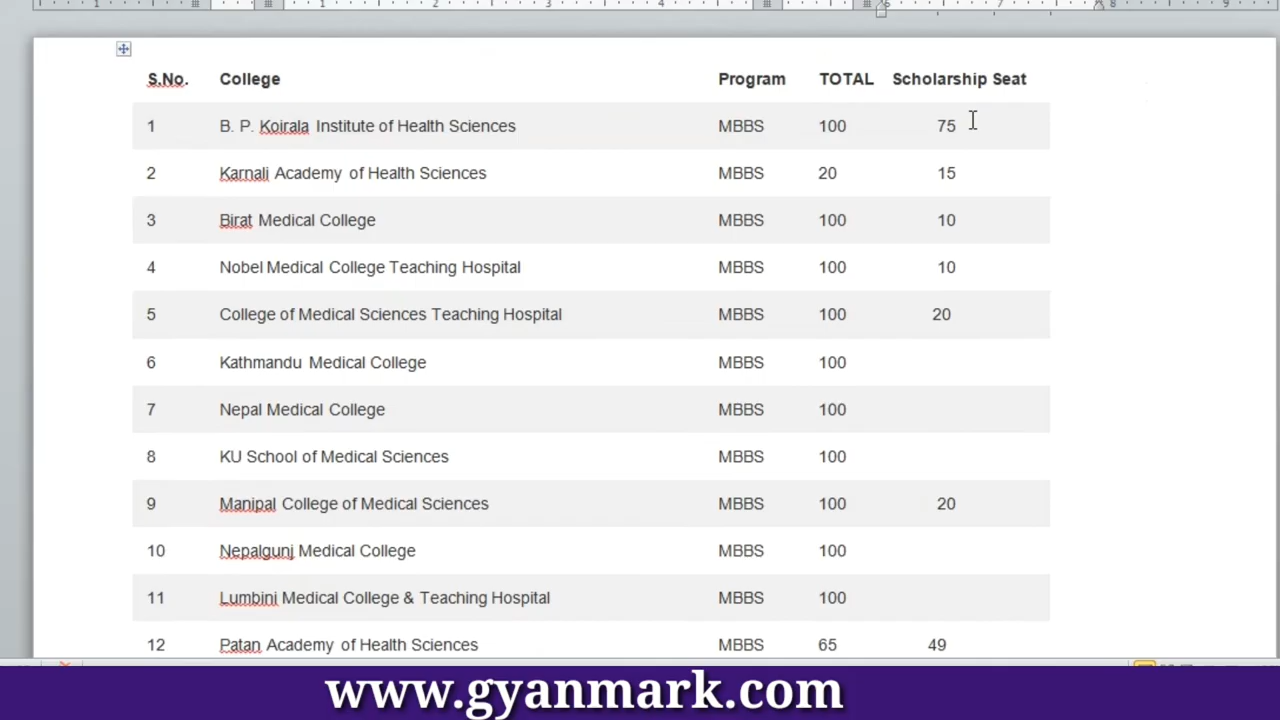 S.No. College Program TOTAL Scholarship Seat
1 B. P. Koirala Institute of Health Sciences MBBS 100 75
2 Karnali Academy of Health Sciences MBBS 20 15
3 Birat Medical College MBBS 100 10
4 Nobel Medical College Teaching Hospital MBBS 100 10
5 College of Medical Sciences Teaching Hospital MBBS 100 20
6 Kathmandu Medical College MBBS 100
7 Nepal Medical College MBBS 100
8 KU School of Medical Sciences MBBS 100
9 Manipal College of Medical Sciences MBBS 100 20
10 Nepalgunj Medical College MBBS 100
11 Lumbini Medical College & Teaching Hospital MBBS 100
12 Patan Academy of Health Sciences MBBS 65 49
www.gyanmark.com